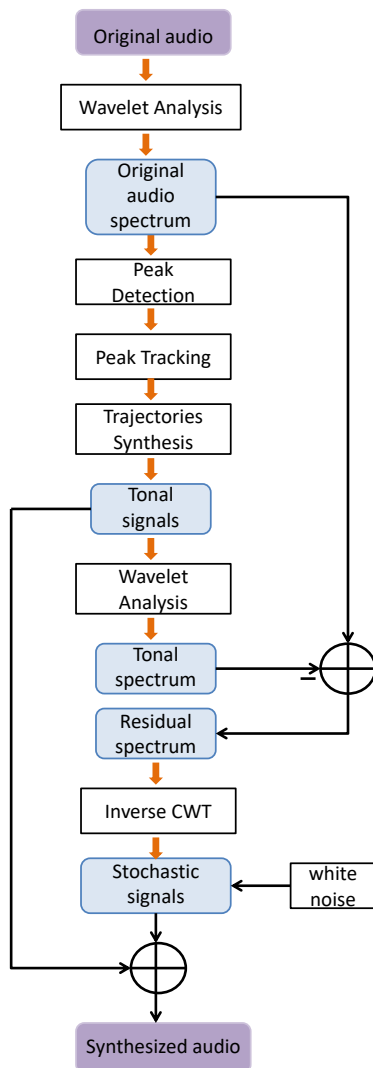 Original audio
Wavelet Analysis
Original
audio
spectrum
Peak
Detection
Peak Tracking
Trajectories
Synthesis
Tonal
signals
Wavelet
Analysis
Tonal
spectrum
–
Residual
spectrum
Inverse CWT
Stochastic
signals
white
noise
Synthesized audio